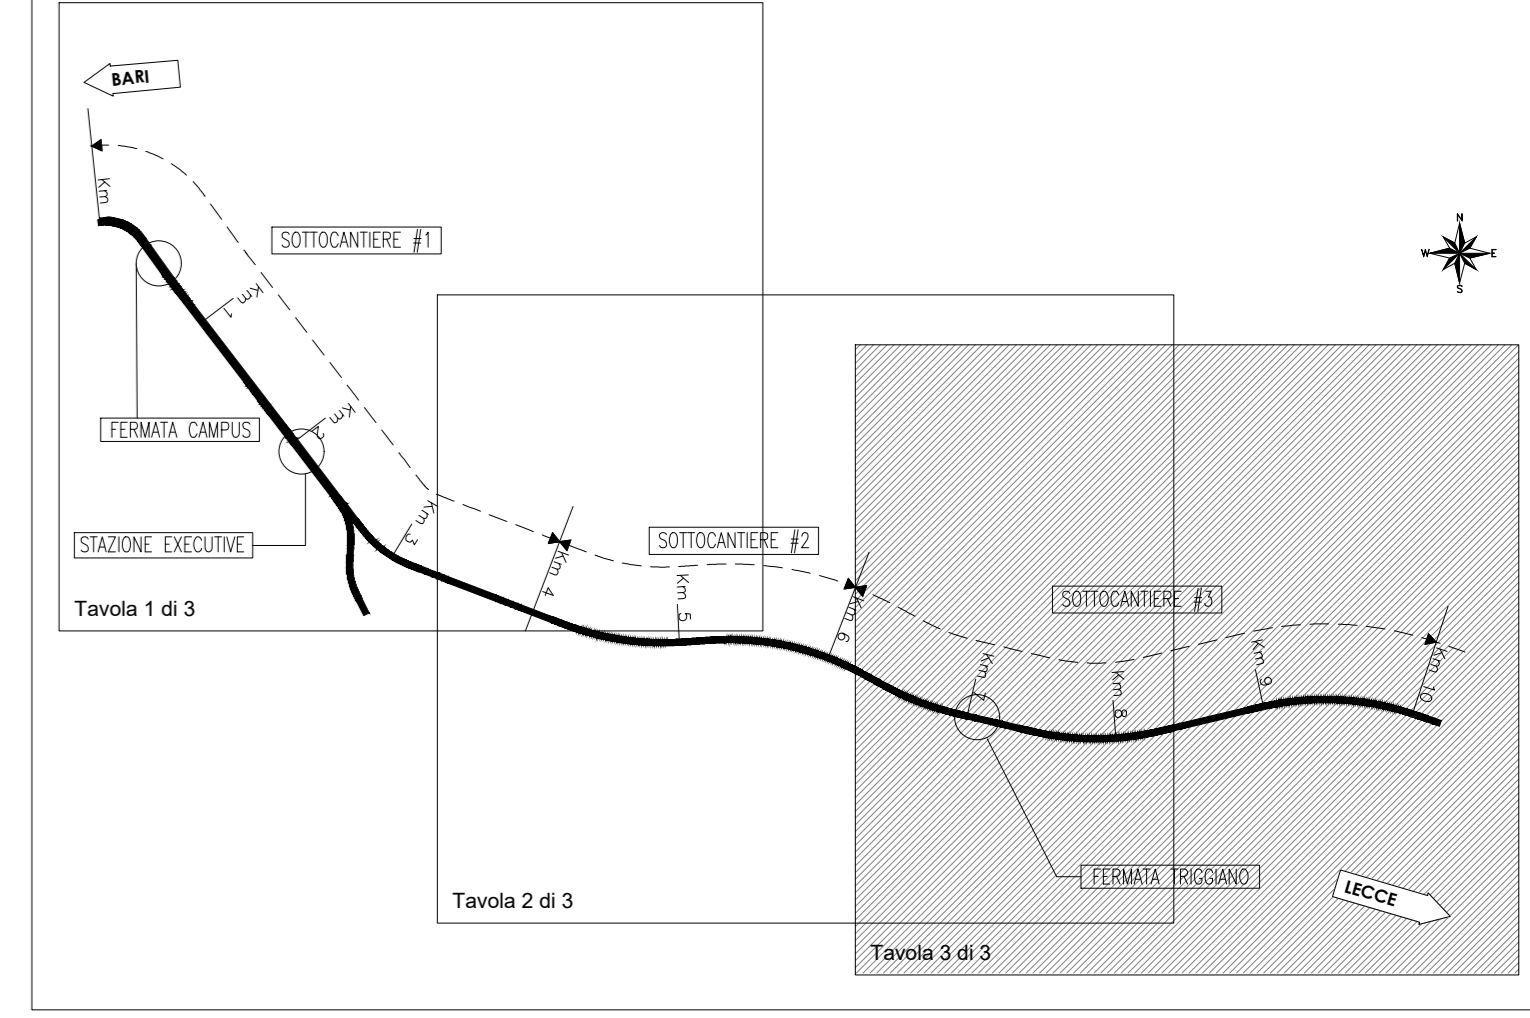 BARI
Km
SOTTOCANTIERE #1
N
W
E
S
Km 1
FERMATA CAMPUS
Km 2
STAZIONE EXECUTIVE
Km 3
SOTTOCANTIERE #2
Km 4
Km 5
Km 6
Tavola 1 di 3
SOTTOCANTIERE #3
Km 7
Km 8
Km 9
Km 10
FERMATA TRIGGIANO
LECCE
Tavola 2 di 3
Tavola 3 di 3